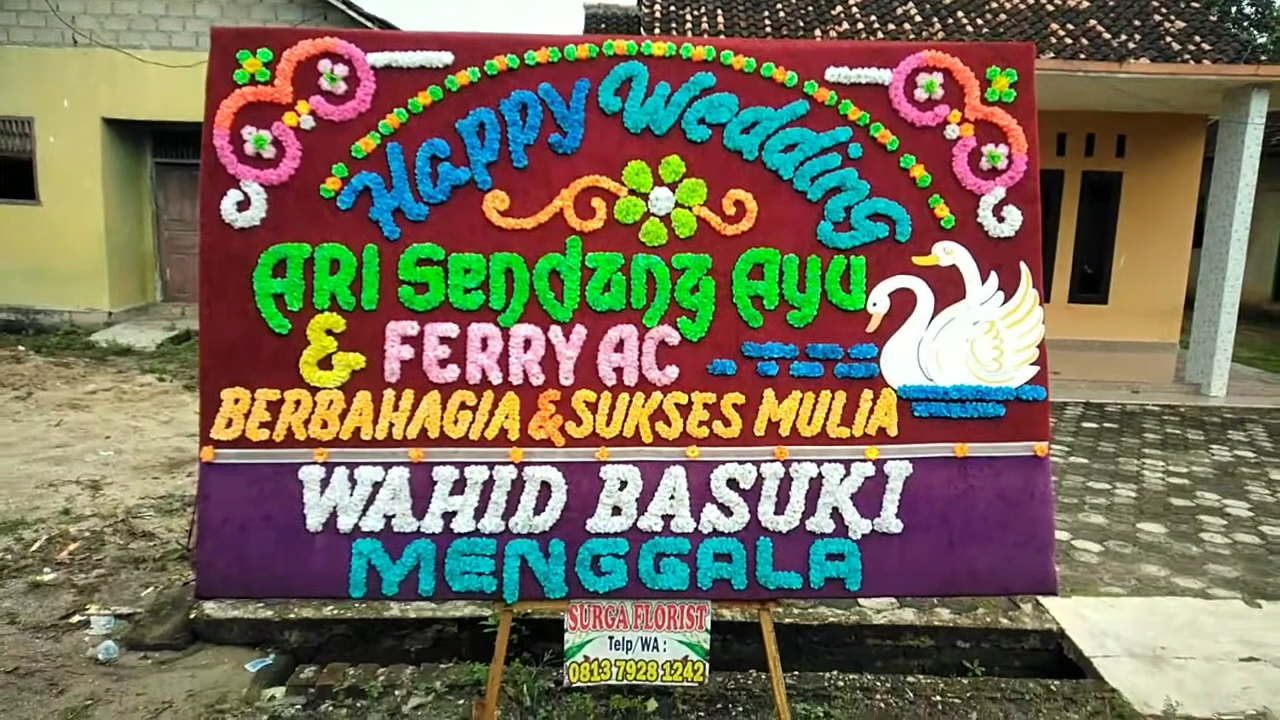 Happy Wedding
ARI Sendang Ayu
& FERRY AC
BERBAHAGIA & SUKSES MULIA
WAHID BASUKI
MENGGALA
SURGA FLORIST
Telp/WA :
0813 7928 1242